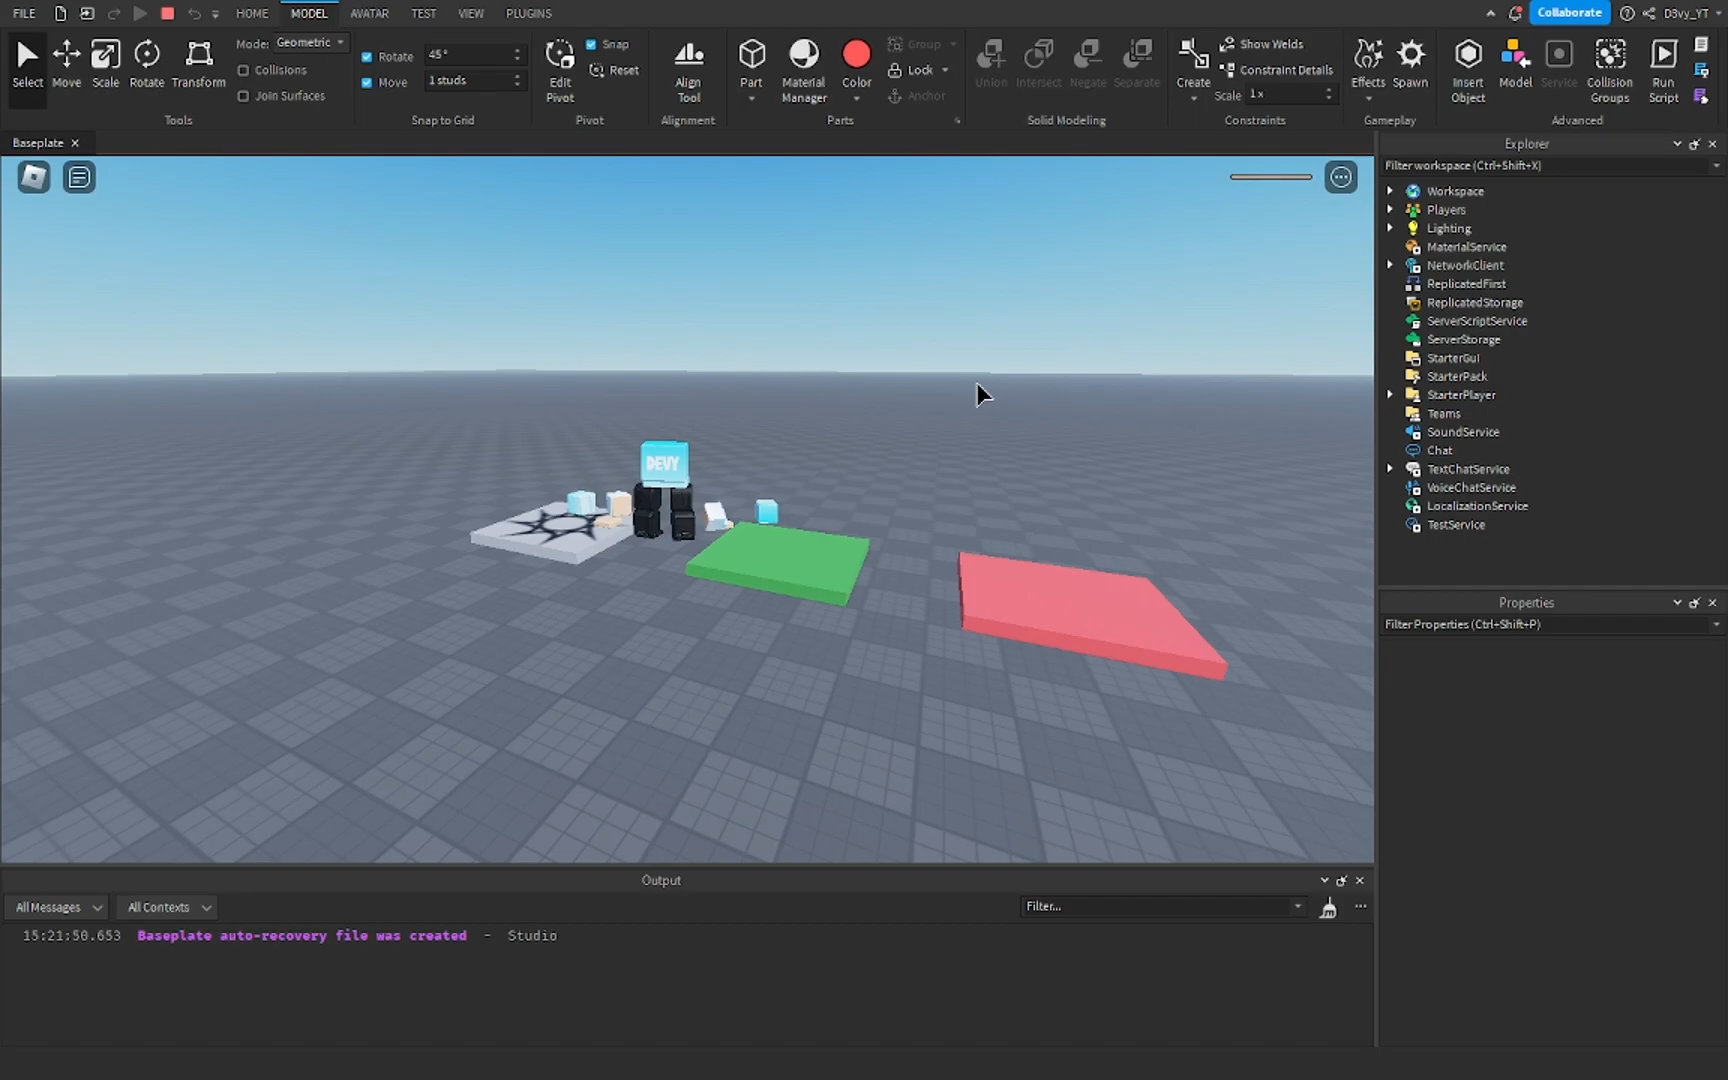 FILE HOME MODEL AVATAR TEST VIEW PLUGINS Collaborate D3vy_YT
Select Move Scale Rotate Transform
Mode: Geometric
Collisions
Join Surfaces
Tools
Rotate 45°
Move 1 studs
Snap to Grid
Edit Pivot
Snap
Reset
Pivot
Align Tool
Alignment
Part
Material Manager
Color
Group
Lock
Anchor
Parts
Union Intersect Negate Separate
Solid Modeling
Create
Show Welds
Constraint Details
Scale 1x
Constraints
Effects Spawn
Gameplay
Insert Object
Model
Service
Collision Groups
Run Script
Advanced
Baseplate
DEVY
Explorer
Filter workspace (Ctrl+Shift+X)
Workspace
Players
Lighting
MaterialService
NetworkClient
ReplicatedFirst
ReplicatedStorage
ServerScriptService
ServerStorage
StarterGui
StarterPack
StarterPlayer
Teams
SoundService
Chat
TextChatService
VoiceChatService
LocalizationService
TestService
Properties
Filter Properties (Ctrl+Shift+P)
Output
All Messages All Contexts Filter...
15:21:50.653 Baseplate auto-recovery file was created - Studio